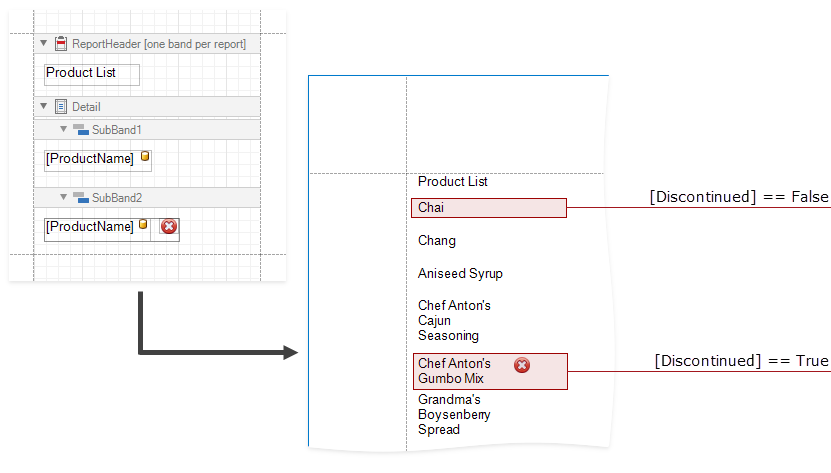 ReportHeader [one band per report]
Product List
Detail
SubBand1
[ProductName]
SubBand2
[ProductName]
Product List
Chai
[Discontinued] == False
Chang
Aniseed Syrup
Chef Anton's
Cajun
Seasoning
Chef Anton's
Gumbo Mix
[Discontinued] == True
Grandma's
Boysenberry
Spread